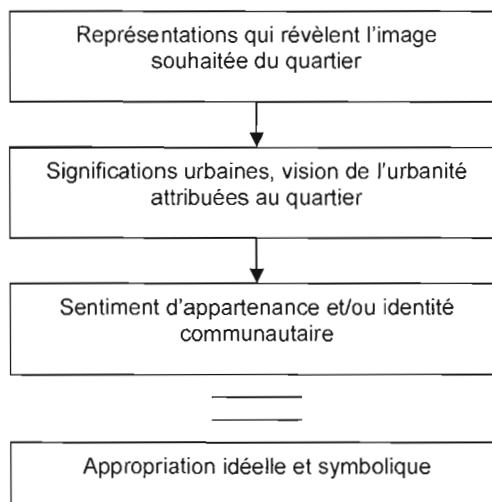 Représentations qui révèlent l'image
souhaitée du quartier
Significations urbaines, vision de l'urbanité
attribuées au quartier
Sentiment d'appartenance et/ou identité
communautaire
Appropriation idéelle et symbolique